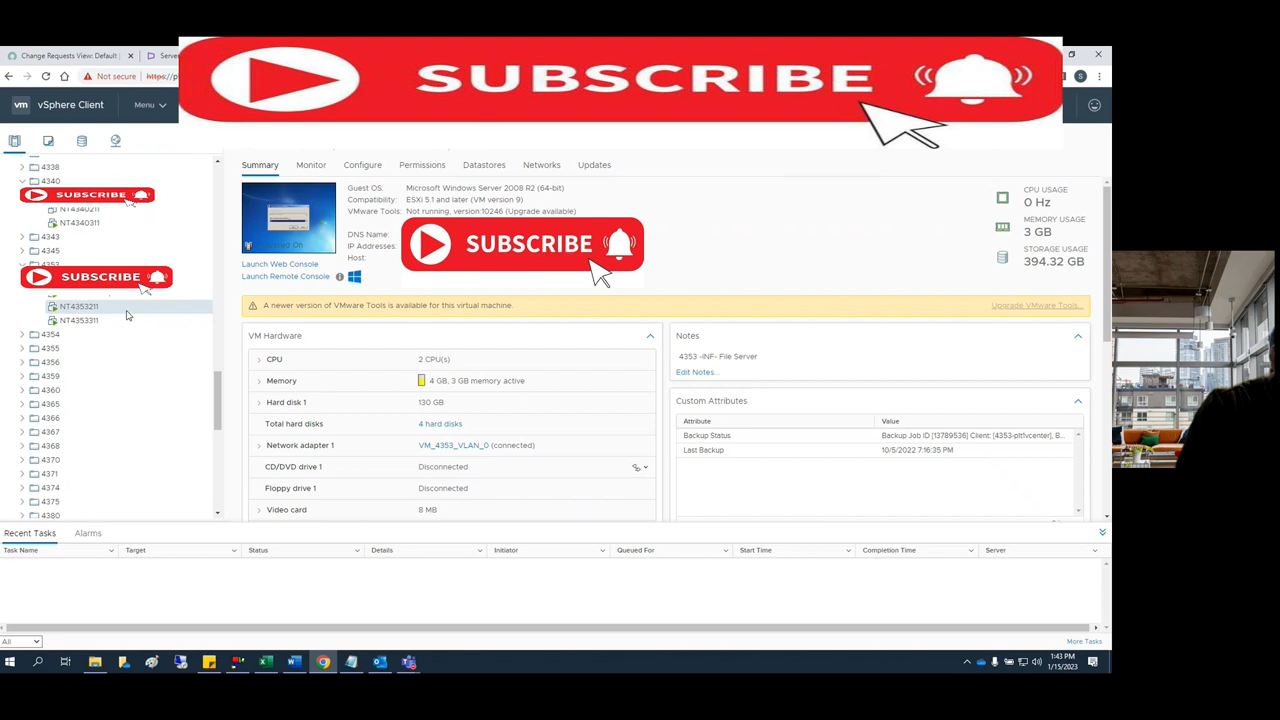 SUBSCRIBE
Change Requests View: Default
Serve
Not secure
https://p
S
vm vSphere Client Menu
4338
4340
SUBSCRIBE
NT4340211
NT4340311
4343
4345
4353
SUBSCRIBE
NT4353211
NT4353311
4354
4355
4356
4359
4360
4365
4366
4367
4368
4370
4371
4374
4375
4380
Summary Monitor Configure Permissions Datastores Networks Updates
Powered On
Launch Web Console
Launch Remote Console
Guest OS: Microsoft Windows Server 2008 R2 (64-bit)
Compatibility: ESXi 5.1 and later (VM version 9)
VMware Tools: Not running, version:10246 (Upgrade available)
DNS Name:
IP Addresses:
Host:
SUBSCRIBE
CPU USAGE
0 Hz
MEMORY USAGE
3 GB
STORAGE USAGE
394.32 GB
A newer version of VMware Tools is available for this virtual machine.
Upgrade VMware Tools...
VM Hardware
CPU 2 CPU(s)
Memory 4 GB, 3 GB memory active
Hard disk 1 130 GB
Total hard disks 4 hard disks
Network adapter 1 VM_4353_VLAN_0 (connected)
CD/DVD drive 1 Disconnected
Floppy drive 1 Disconnected
Video card 8 MB
Notes
4353 -INF- File Server
Edit Notes...
Custom Attributes
Attribute Value
Backup Status Backup Job ID [13789536] Client: [4353-plt1vcenter], B...
Last Backup 10/5/2022 7:16:35 PM
Recent Tasks Alarms
Task Name Target Status Details Initiator Queued For Start Time Completion Time Server
All
More Tasks
1:43 PM
1/15/2023